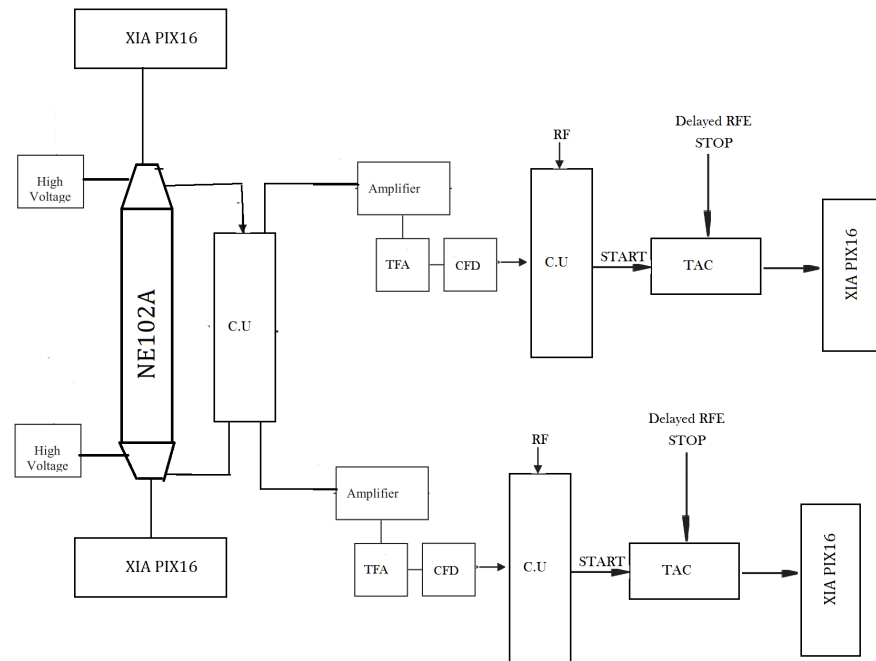 XIA PIX16
High
Voltage
NE102A
High
Voltage
XIA PIX16
C.U
Amplifier
TFA
CFD
RF
C.U
START
Delayed RFE
STOP
TAC
XIA PIX16
Amplifier
TFA
CFD
RF
C.U
START
Delayed RFE
STOP
TAC
XIA PIX16